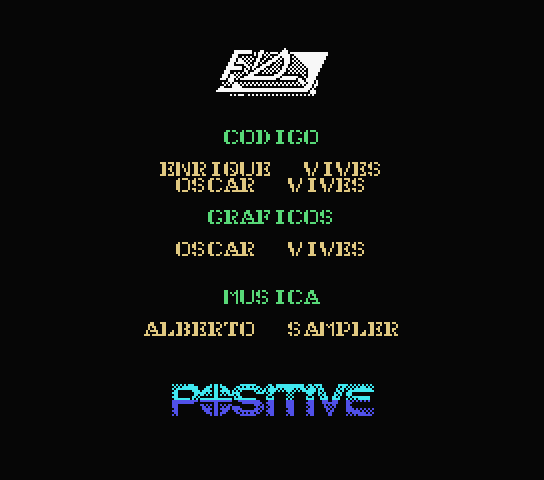 CODIGO
ENRIQUE VIVES
OSCAR VIVES
GRAFICOS
OSCAR VIVES
MUSICA
ALBERTO SAMPLER
POSITIVE